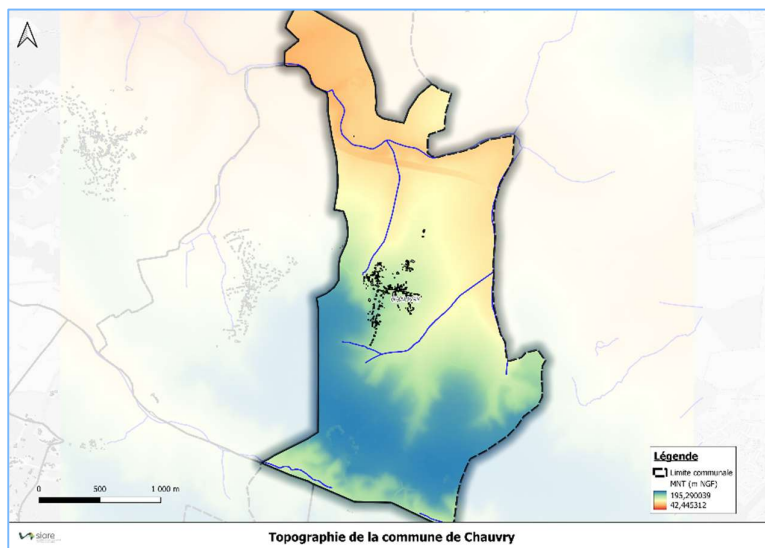 Chauvry
Légende
Limite communale
MNT (m NGF)
195,290039
42,445312
0 500 1 000 m
siare
Topographie de la commune de Chauvry